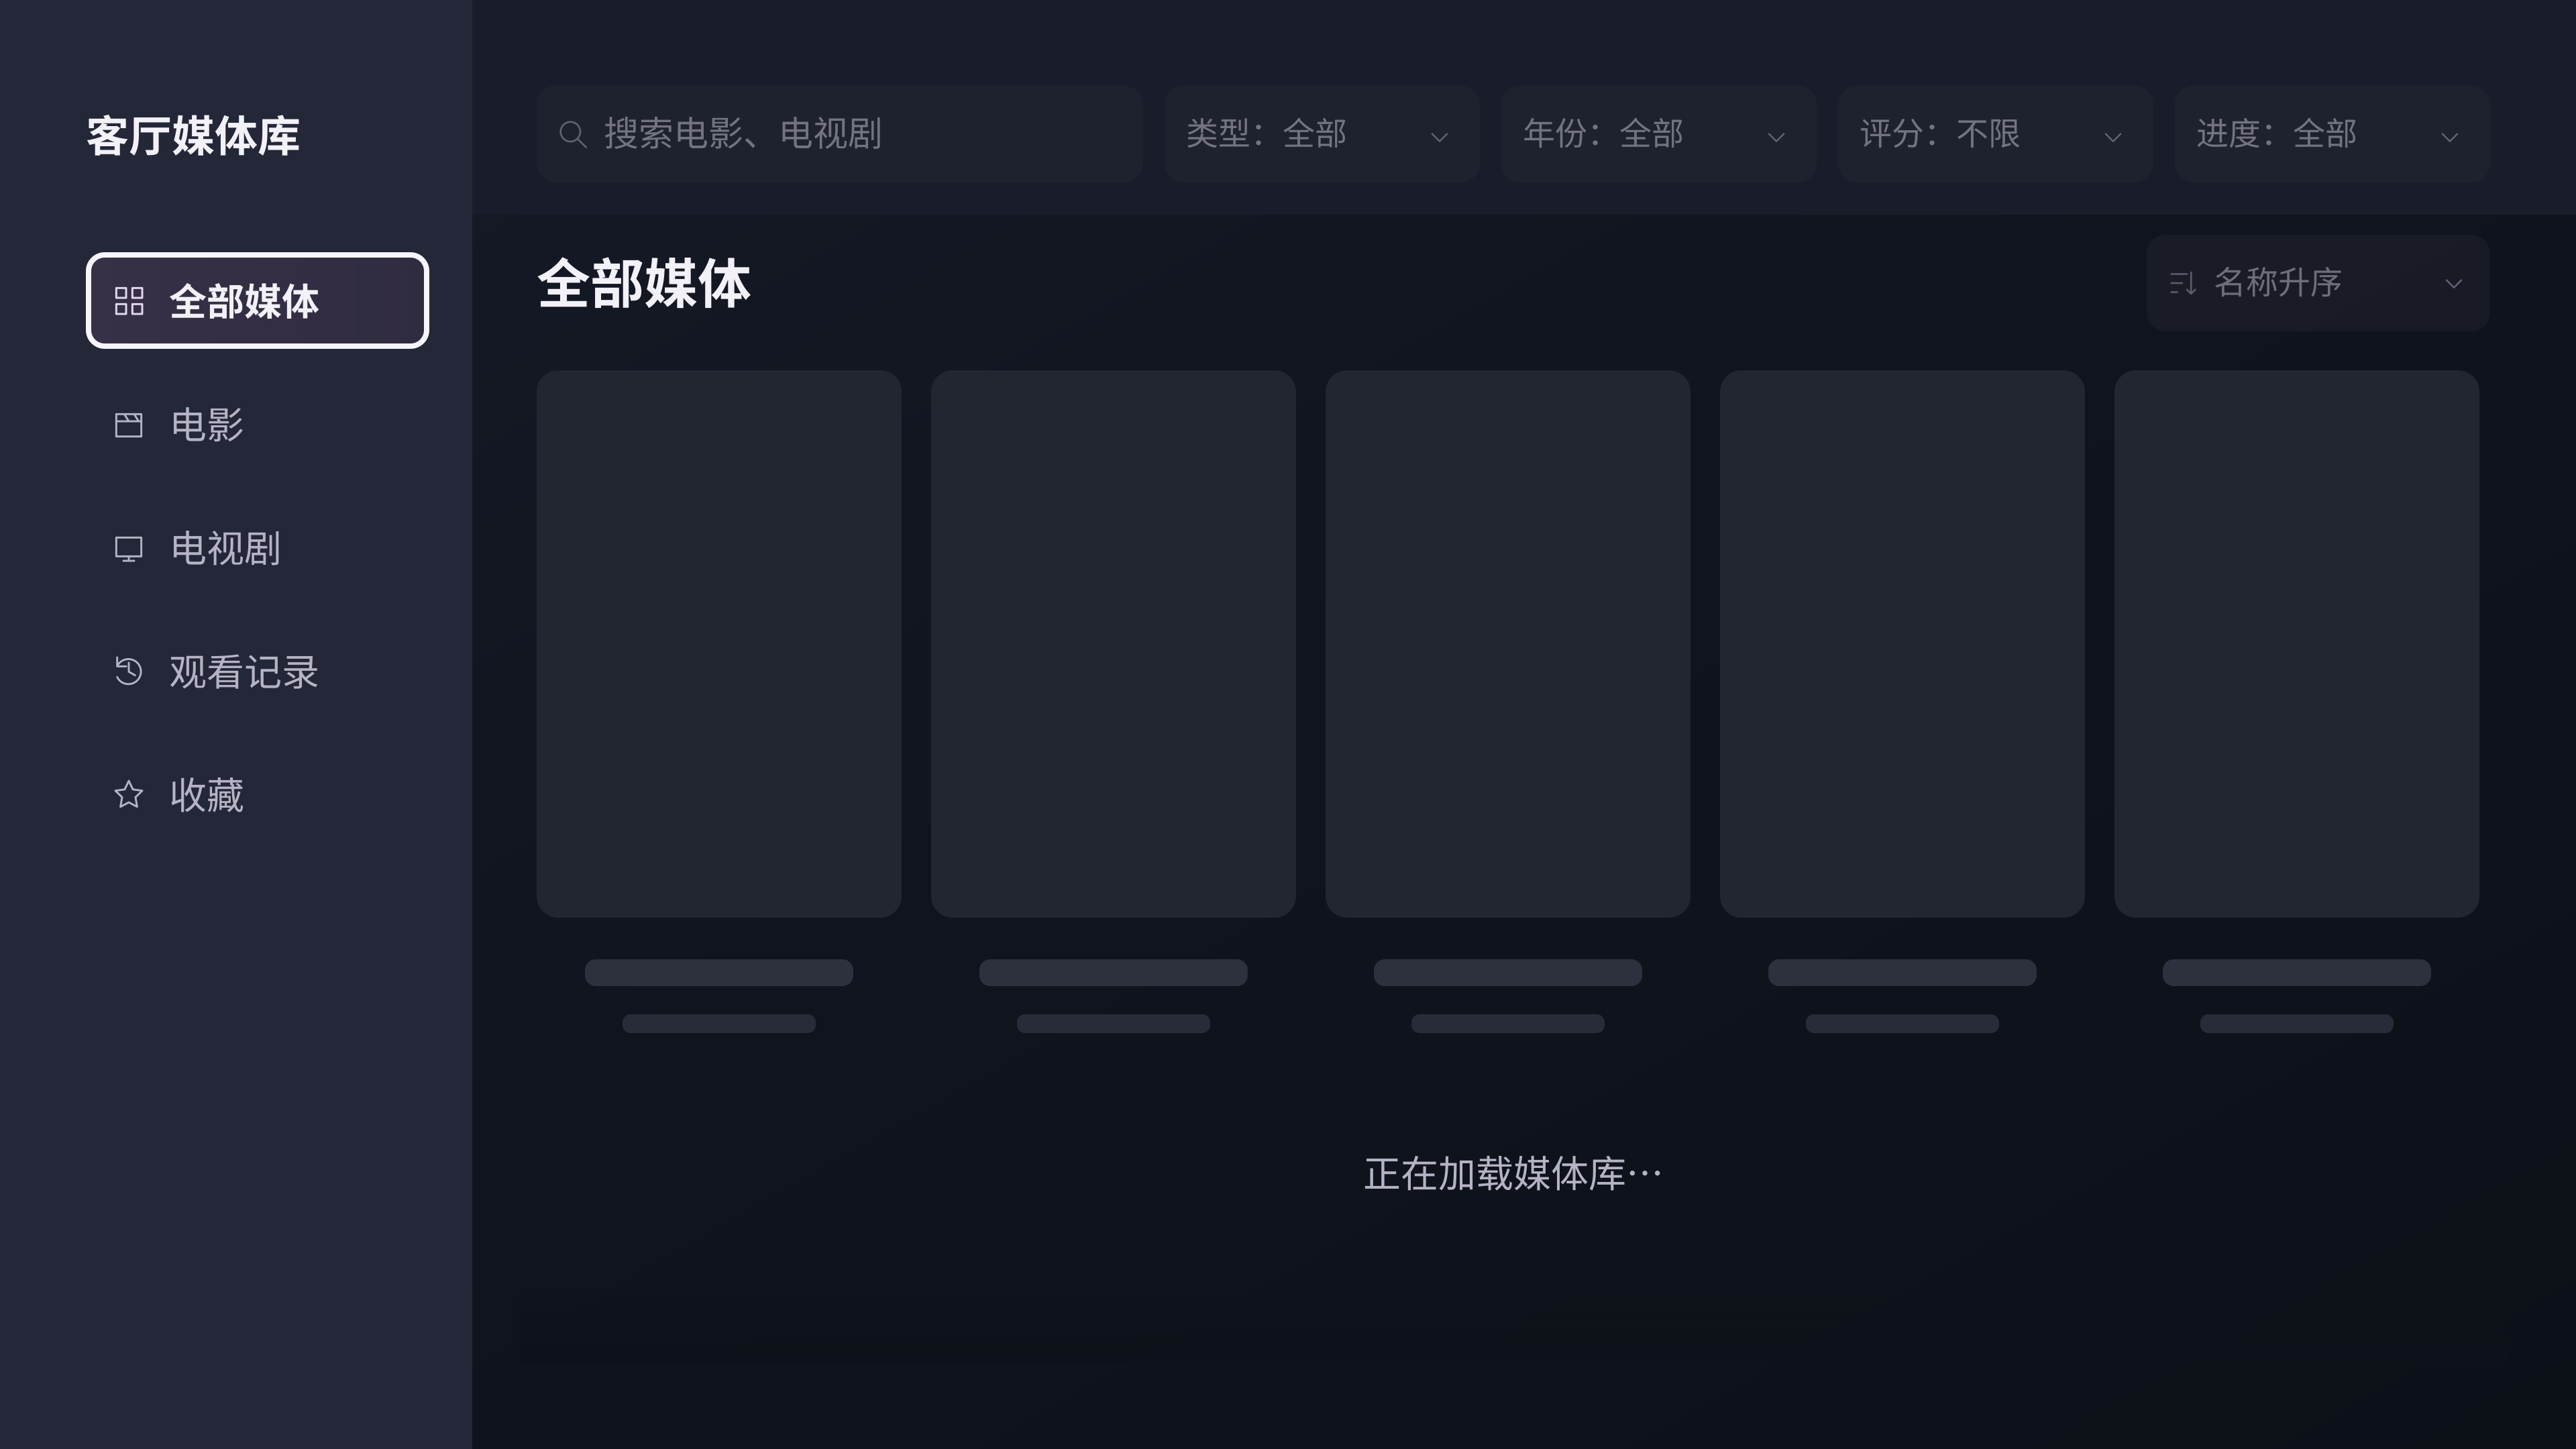 客厅媒体库
全部媒体
电影
电视剧
观看记录
收藏
搜索电影、电视剧
类型：全部
年份：全部
评分：不限
进度：全部
全部媒体
名称升序
正在加载媒体库…